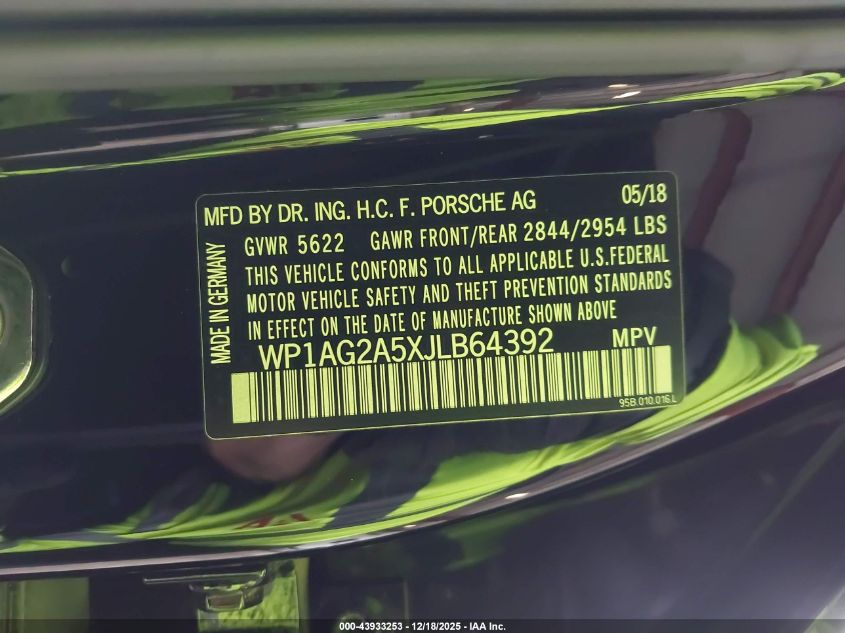 MFD BY DR. ING. H.C. F. PORSCHE AG 05/18
GVWR 5622 GAWR FRONT/REAR 2844/2954 LBS
THIS VEHICLE CONFORMS TO ALL APPLICABLE U.S.FEDERAL
MOTOR VEHICLE SAFETY AND THEFT PREVENTION STANDARDS
IN EFFECT ON THE DATE OF MANUFACTURE SHOWN ABOVE
WP1AG2A5XJLB64392 MPV
95B.010.016.L
MADE IN GERMANY
000-43933253 - 12/18/2025 - IAA Inc.